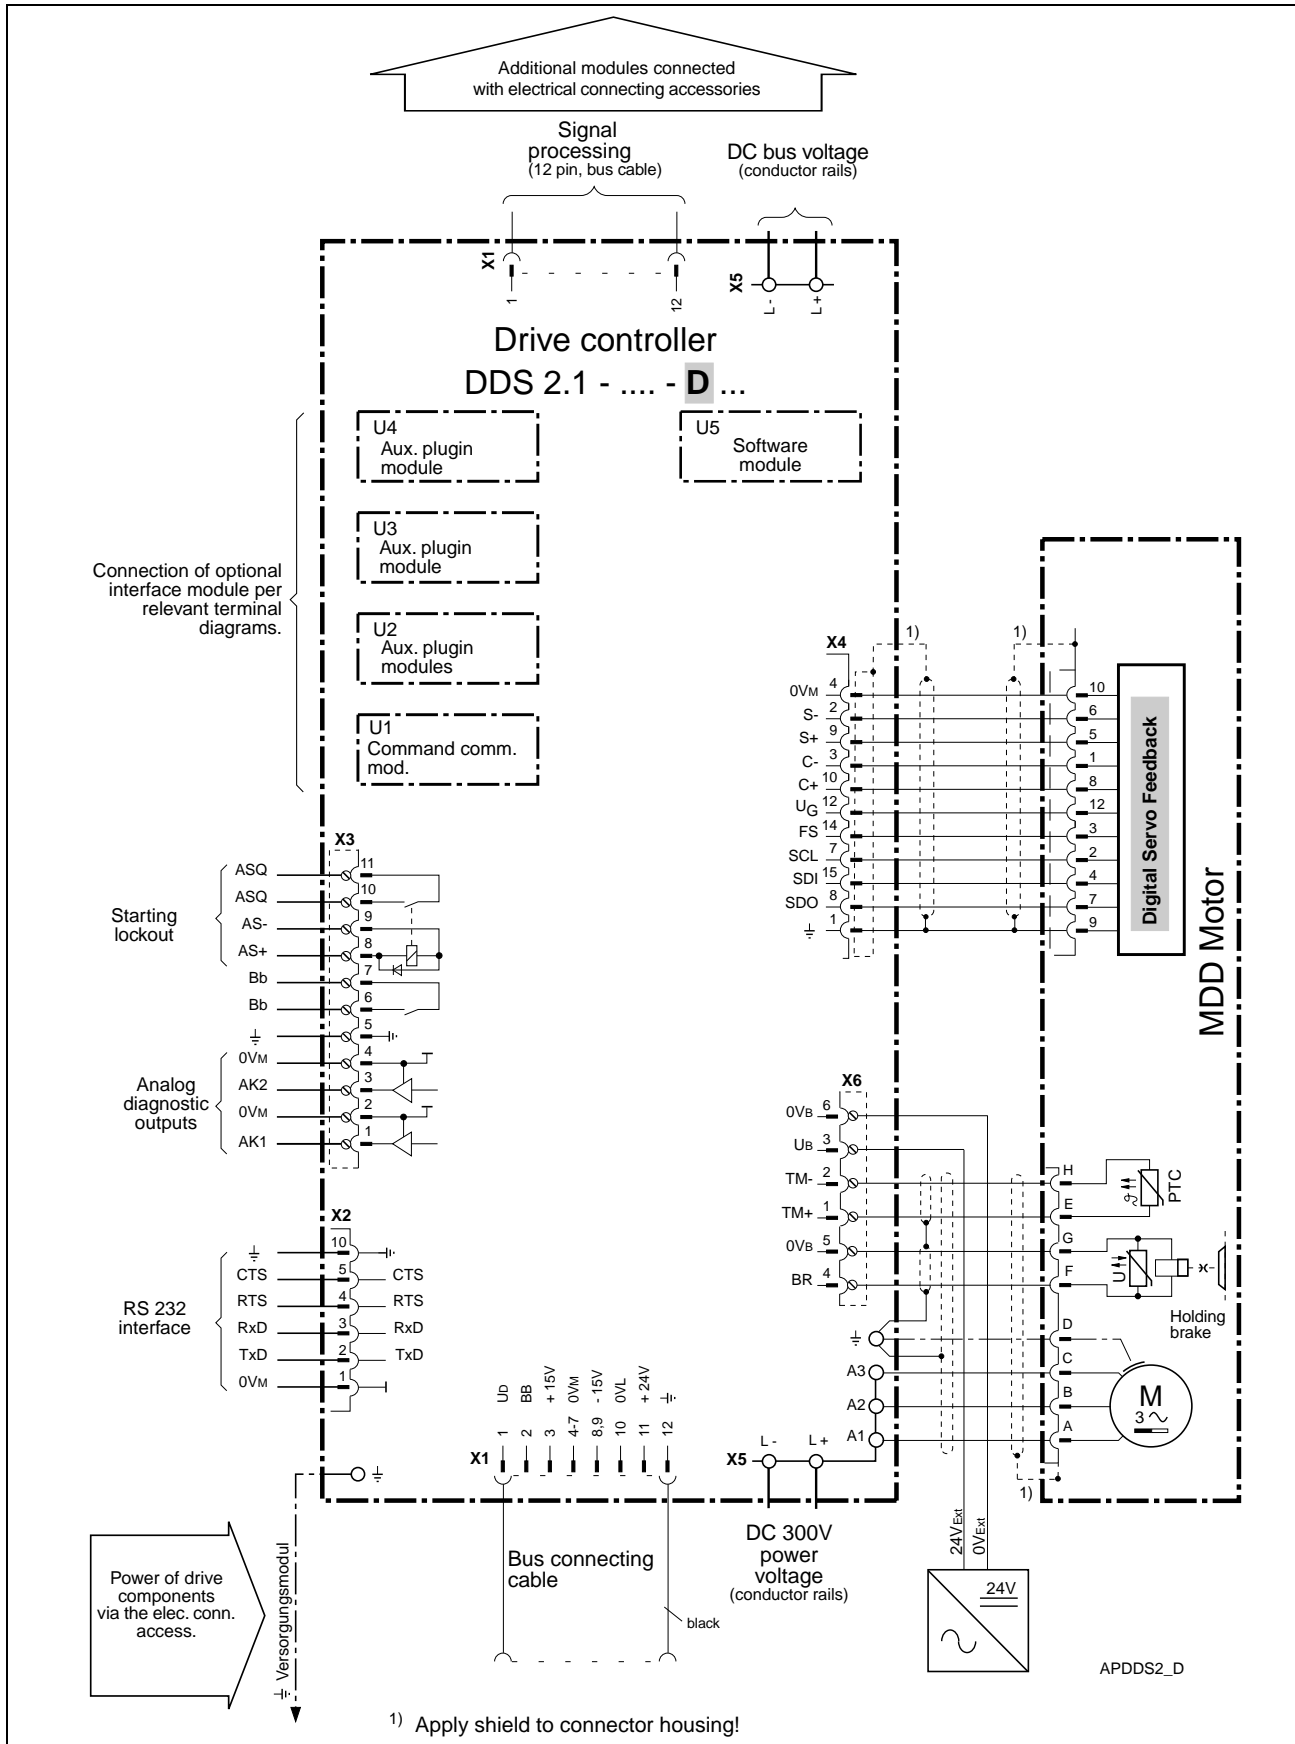 Additional modules connected
with electrical connecting accessories
Signal
processing
(12 pin, bus cable)
DC bus voltage
(conductor rails)
X1
1
12
X5
L -
L +
Drive controller
DDS 2.1 - .... - D ...
U4
Aux. plugin
module
U5
Software
module
U3
Aux. plugin
module
U2
Aux. plugin
modules
U1
Command comm.
mod.
Connection of optional
interface module per
relevant terminal
diagrams.
X3
ASQ 11
ASQ 10
AS- 9
AS+ 8
Bb 7
Bb 6
5
0VM 4
AK2 3
0VM 2
AK1 1
Starting
lockout
Analog
diagnostic
outputs
X2
10
CTS 5 CTS
RTS 4 RTS
RxD 3 RxD
TxD 2 TxD
0VM 1
RS 232
interface
X4
1)
1)
0VM 4 10
S- 2 6
S+ 9 5
C- 3 1
C+ 10 8
UG 12 12
FS 14 3
SCL 7 2
SDI 15 4
SDO 8 7
1 9
Digital Servo Feedback
MDD Motor
X6
0VB 6
UB 3
TM- 2 H
TM+ 1 E
0VB 5 G
BR 4 F
PTC
ϑ
U
Holding
brake
D
A3 C
A2 B
A1 A
M
3
1)
X1
UD 1
BB 2
+ 15V 3
0VM 4-7
- 15V 8,9
0VL 10
+ 24V 11
12
X5
L -
L +
Bus connecting
cable
black
DC 300V
power
voltage
(conductor rails)
24VExt
0VExt
24V
Power of drive
components
via the elec. conn.
access.
Versorgungsmodul
APDDS2_D
1) Apply shield to connector housing!